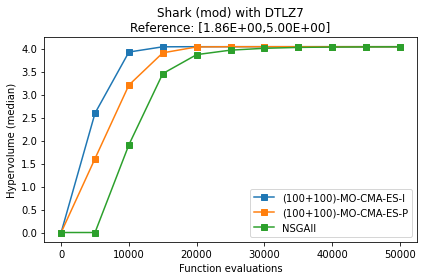 Shark (mod) with DTLZ7
Reference: [1.86E+00,5.00E+00]
Hypervolume (median)
4.0
3.5
3.0
2.5
2.0
1.5
1.0
0.5
0.0
(100+100)-MO-CMA-ES-I
(100+100)-MO-CMA-ES-P
NSGAII
0 10000 20000 30000 40000 50000
Function evaluations